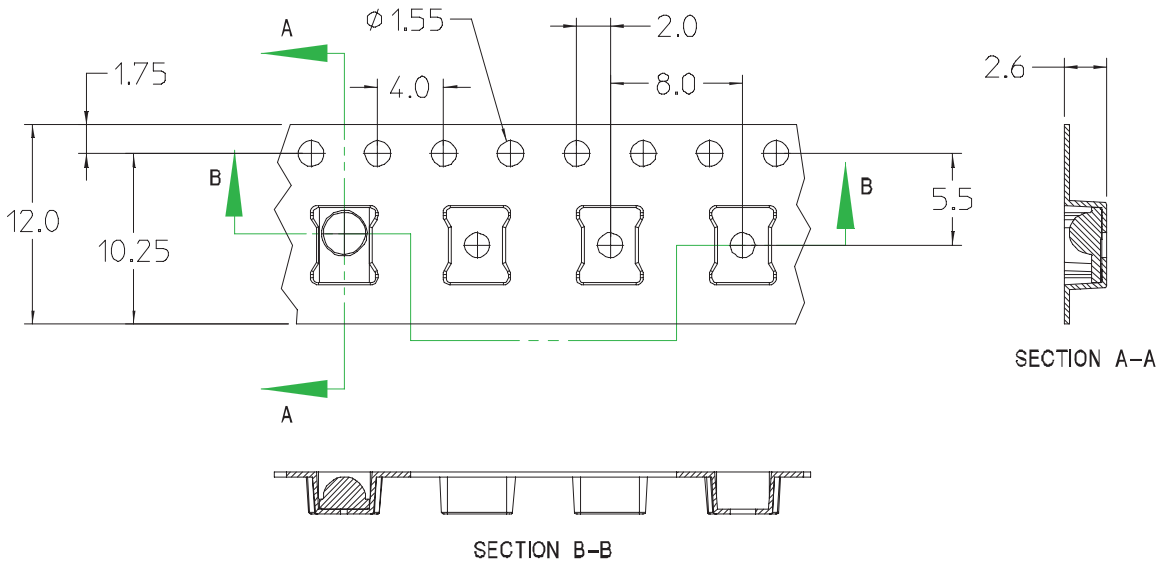 A
Ø 1.55
2.0
1.75
4.0
8.0
2.6
B
B
12.0
10.25
5.5
A
SECTION A-A
SECTION B-B